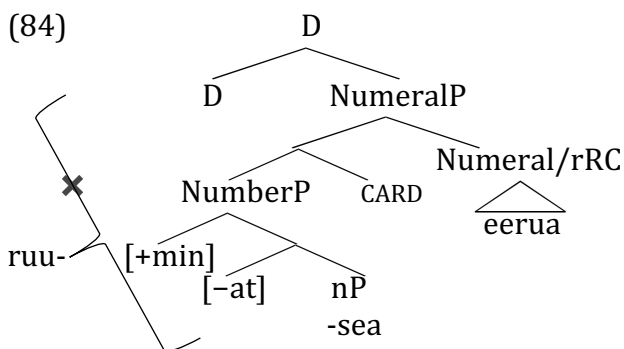 (84) D
D NumeralP
Numeral/rRC
NumberP CARD
eerua
ruu- [+min]
[−at] nP
-sea